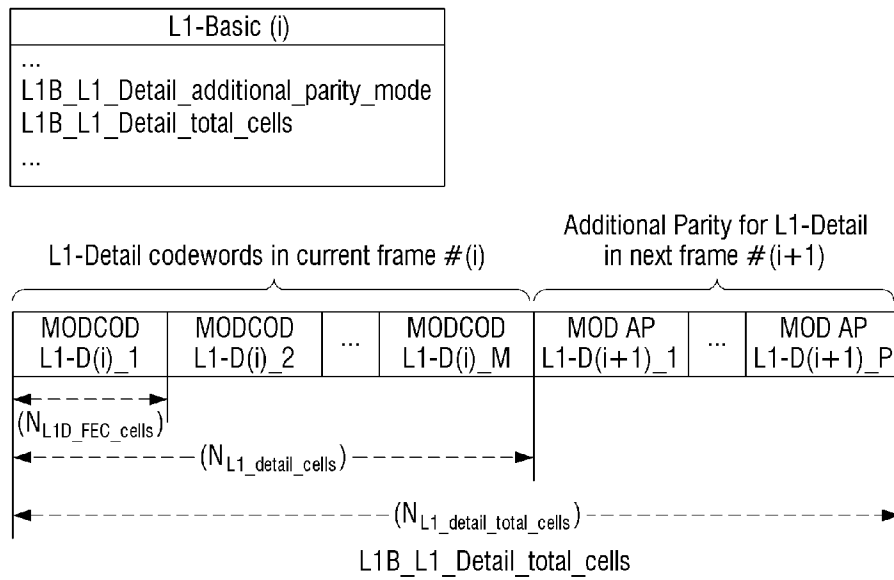 L1-Basic (i)
...
L1B_L1_Detail_additional_parity_mode
L1B_L1_Detail_total_cells
...
Additional Parity for L1-Detail
in next frame #(i+1)
L1-Detail codewords in current frame #(i)
MODCOD
L1-D(i)_1
MODCOD
L1-D(i)_2
...
MODCOD
L1-D(i)_M
MOD AP
L1-D(i+1)_1
...
MOD AP
L1-D(i+1)_P
(NL1D_FEC_cells)
(NL1_detail_cells)
(NL1_detail_total_cells)
L1B_L1_Detail_total_cells